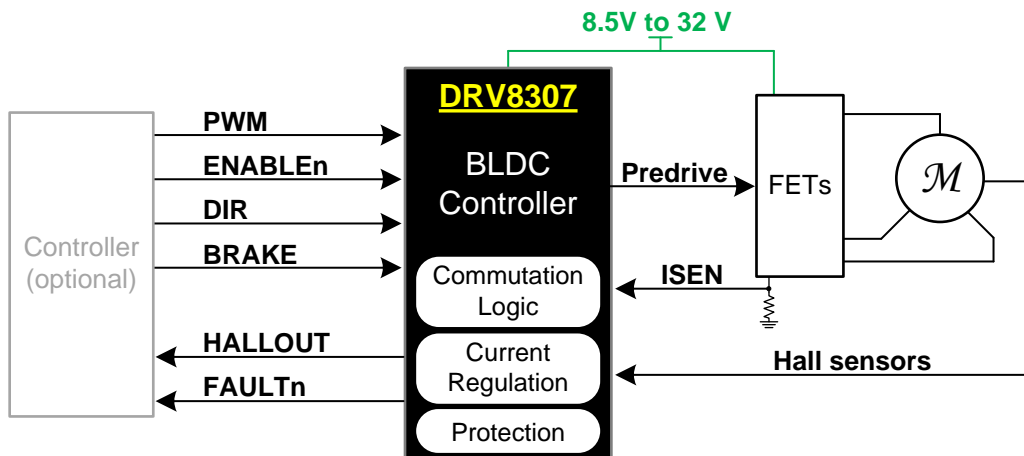 8.5V to 32 V
DRV8307
BLDC
Controller
Commutation
Logic
Current
Regulation
Protection
Controller
(optional)
PWM
ENABLEn
DIR
BRAKE
HALLOUT
FAULTn
Predrive
FETs
M
ISEN
Hall sensors